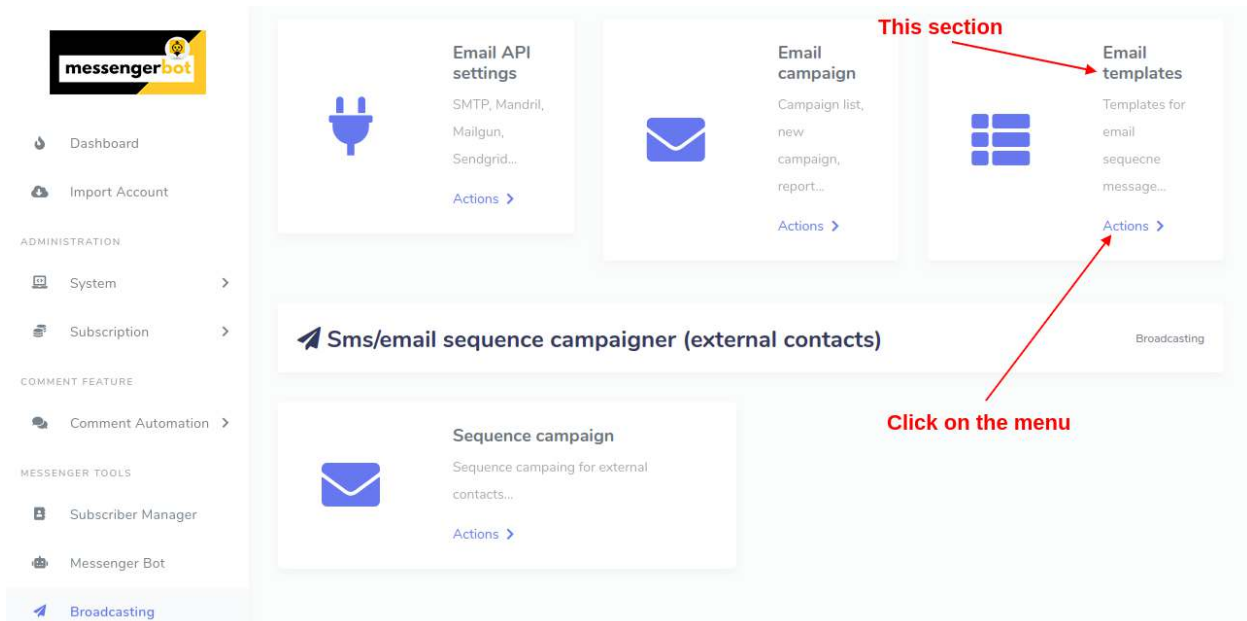 messengerbot
Dashboard
Import Account
ADMINISTRATION
System
Subscription
COMMENT FEATURE
Comment Automation
MESSENGER TOOLS
Subscriber Manager
Messenger Bot
Broadcasting
This section
Email API
settings
SMTP, Mandril,
Mailgun,
Sendgrid...
Actions
Email
campaign
Campaign list,
new
campaign,
report...
Actions
Email
templates
Templates for
email
sequecne
message...
Actions
Sms/email sequence campaigner (external contacts)
Broadcasting
Click on the menu
Sequence campaign
Sequence campaing for external
contacts...
Actions